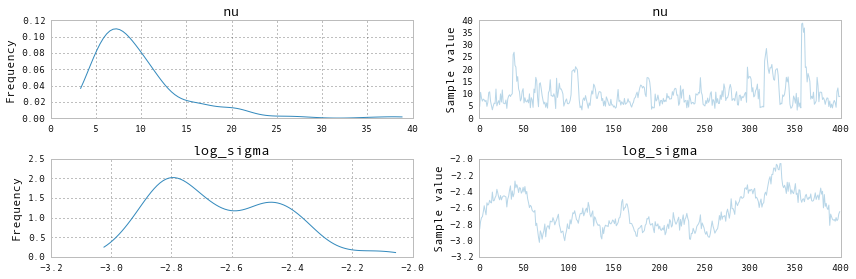 nu
Frequency
0.12
0.10
0.08
0.06
0.04
0.02
0.00
0 5 10 15 20 25 30 35 40
nu
Sample value
40
35
30
25
20
15
10
5
0
0 50 100 150 200 250 300 350 400
log_sigma
Frequency
2.5
2.0
1.5
1.0
0.5
0.0
−3.2 −3.0 −2.8 −2.6 −2.4 −2.2 −2.0
log_sigma
Sample value
−2.0
−2.2
−2.4
−2.6
−2.8
−3.0
−3.2
0 50 100 150 200 250 300 350 400